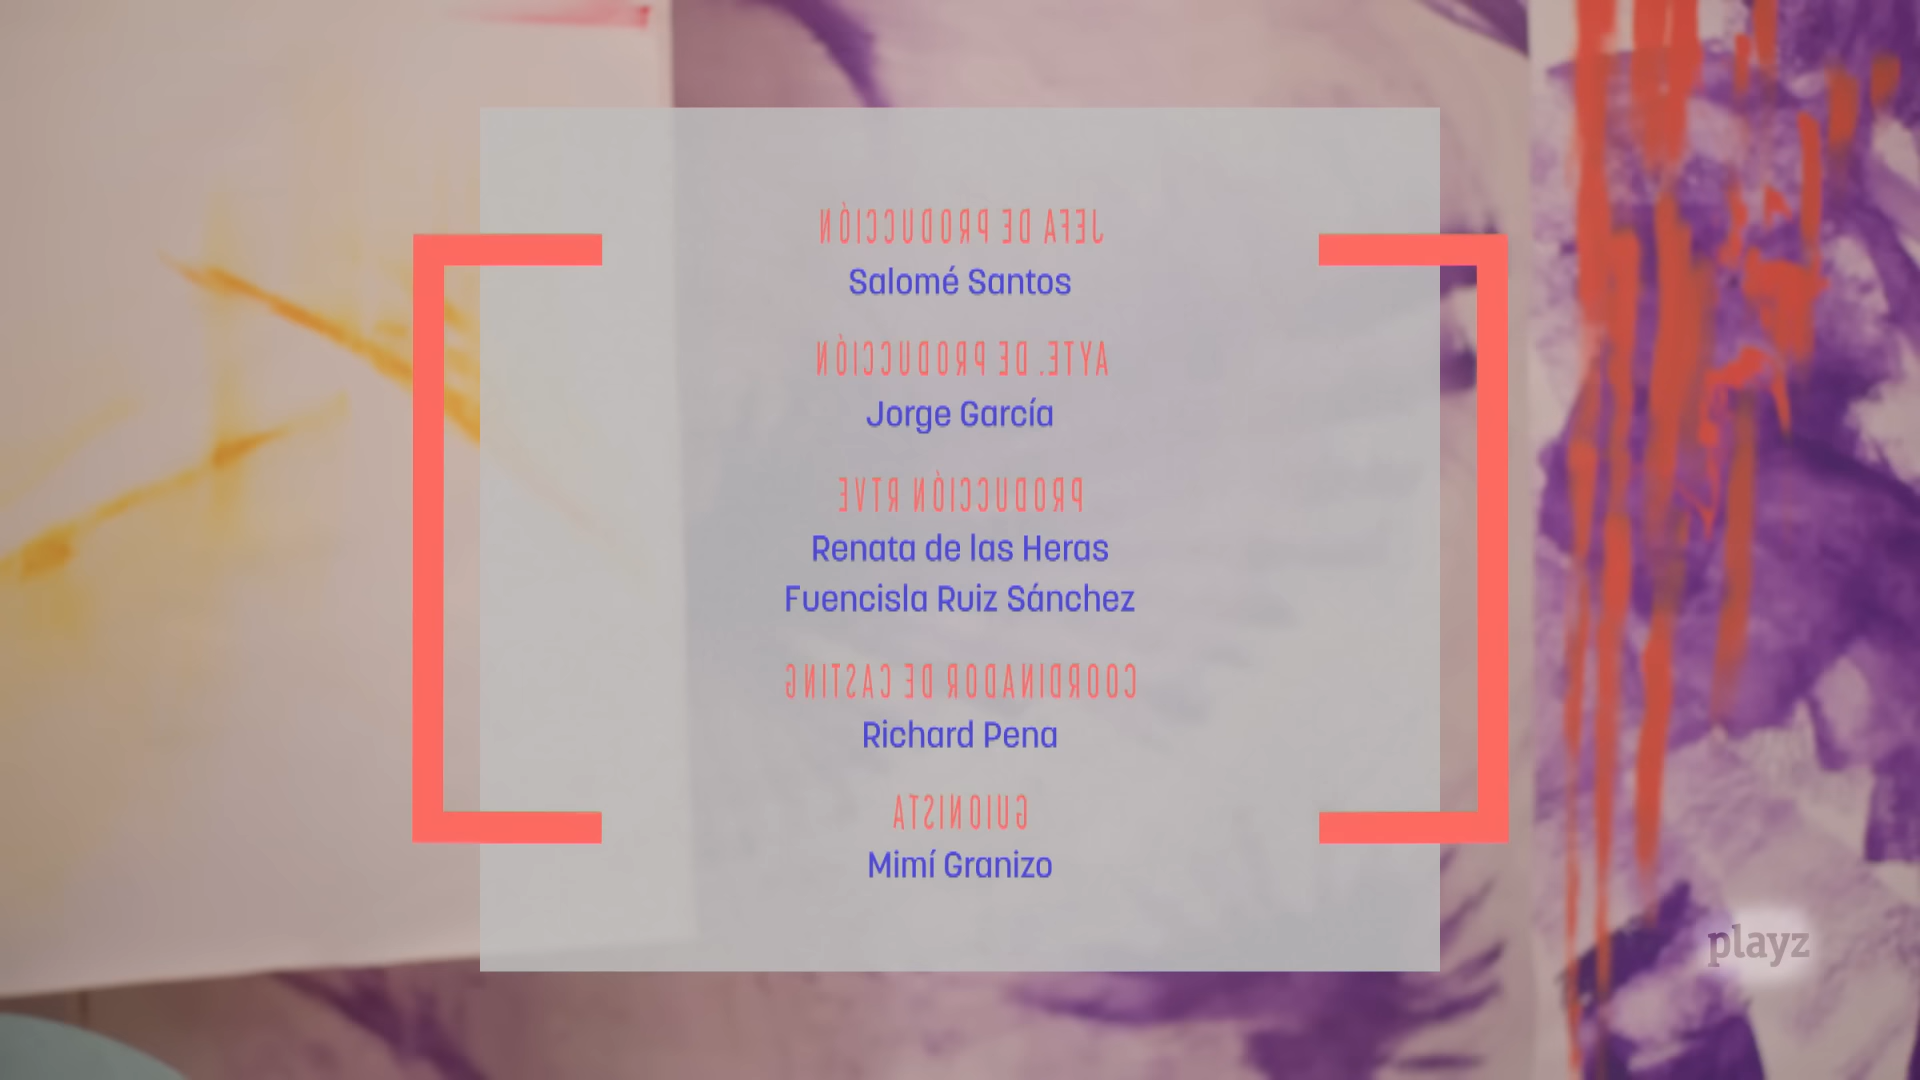 JEFA DE PRODUCCIÓN
Salomé Santos
AYTE. DE PRODUCCIÓN
Jorge García
PRODUCCIÓN RTVE
Renata de las Heras
Fuencisla Ruiz Sánchez
COORDINADOR DE CASTING
Richard Pena
GUIONISTA
Mimí Granizo
playz